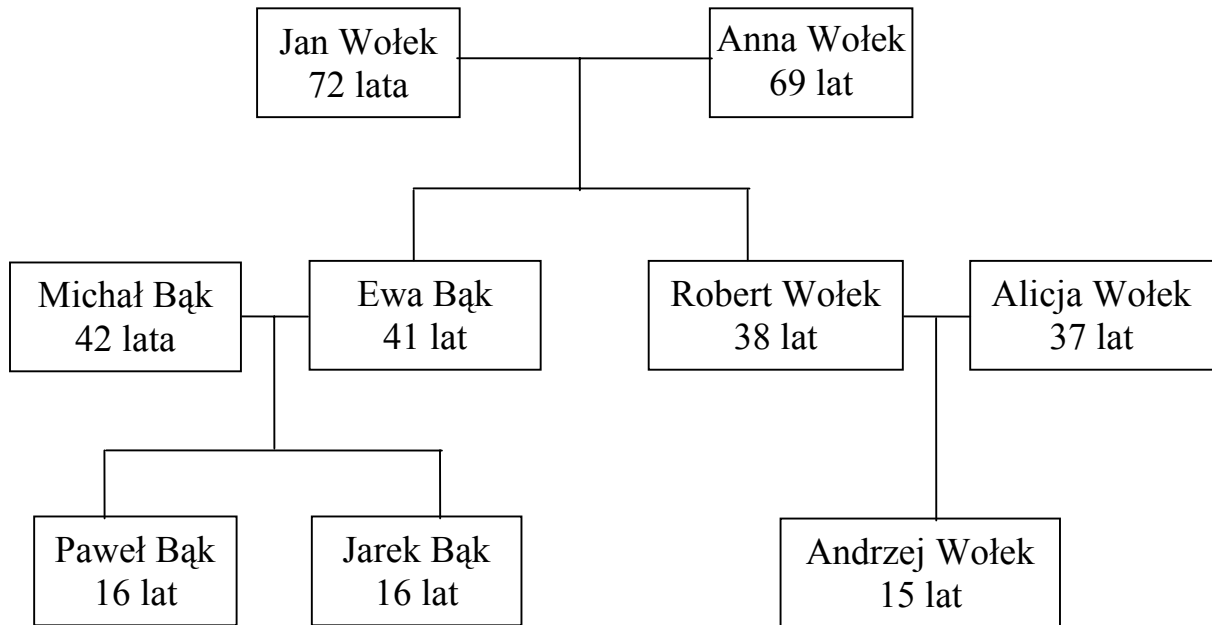 Jan Wołek
72 lata
Anna Wołek
69 lat
Michał Bąk
42 lata
Ewa Bąk
41 lat
Robert Wołek
38 lat
Alicja Wołek
37 lat
Paweł Bąk
16 lat
Jarek Bąk
16 lat
Andrzej Wołek
15 lat